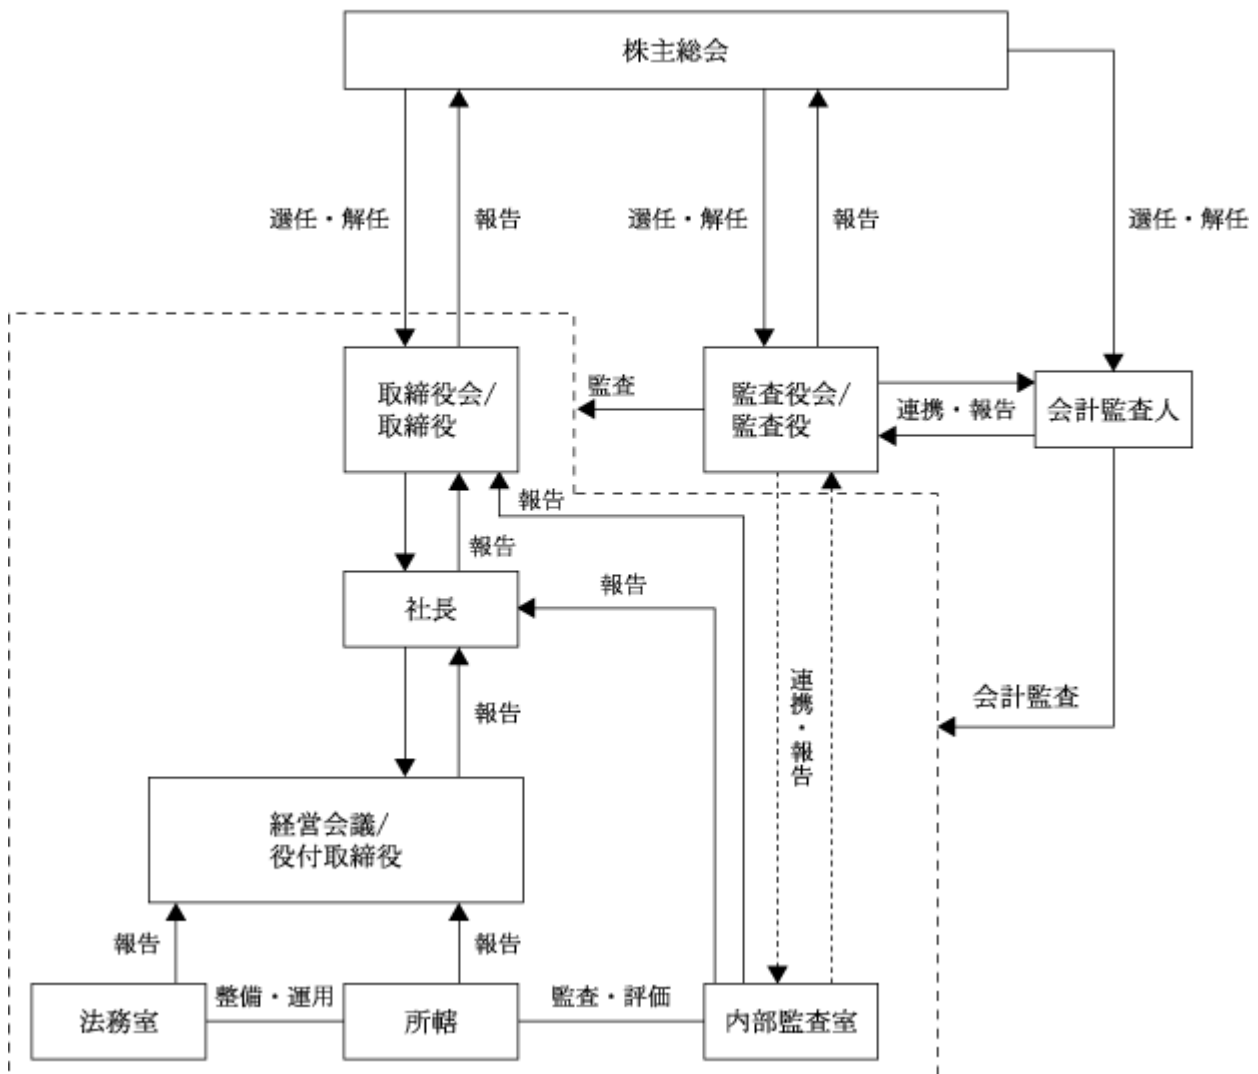 株主総会
選任・解任
報告
選任・解任
報告
選任・解任
取締役会/
取締役
監査
監査役会/
監査役
連携・報告
会計監査人
報告
報告
社長
報告
連携・報告
会計監査
報告
経営会議/
役付取締役
報告
報告
法務室
整備・運用
所轄
監査・評価
内部監査室